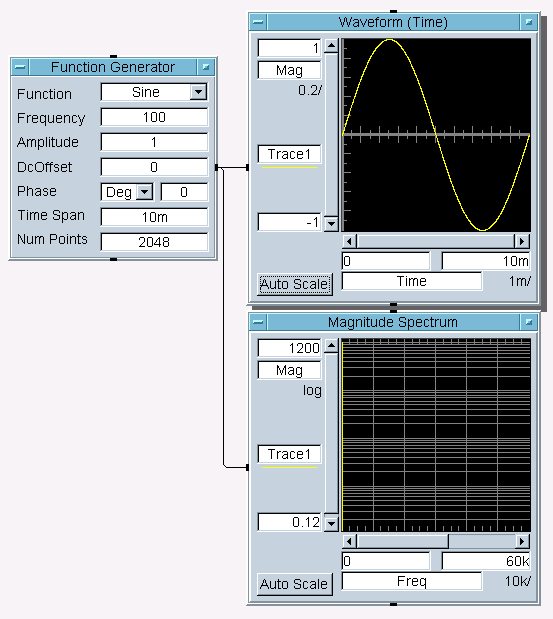 Function Generator
Function Sine
Frequency 100
Amplitude 1
DcOffset 0
Phase Deg 0
Time Span 10m
Num Points 2048
Waveform (Time)
1
Mag
0.2/
Trace1
-1
0 10m
Auto Scale Time 1m/
Magnitude Spectrum
1200
Mag
log
Trace1
0.12
0 60k
Auto Scale Freq 10k/